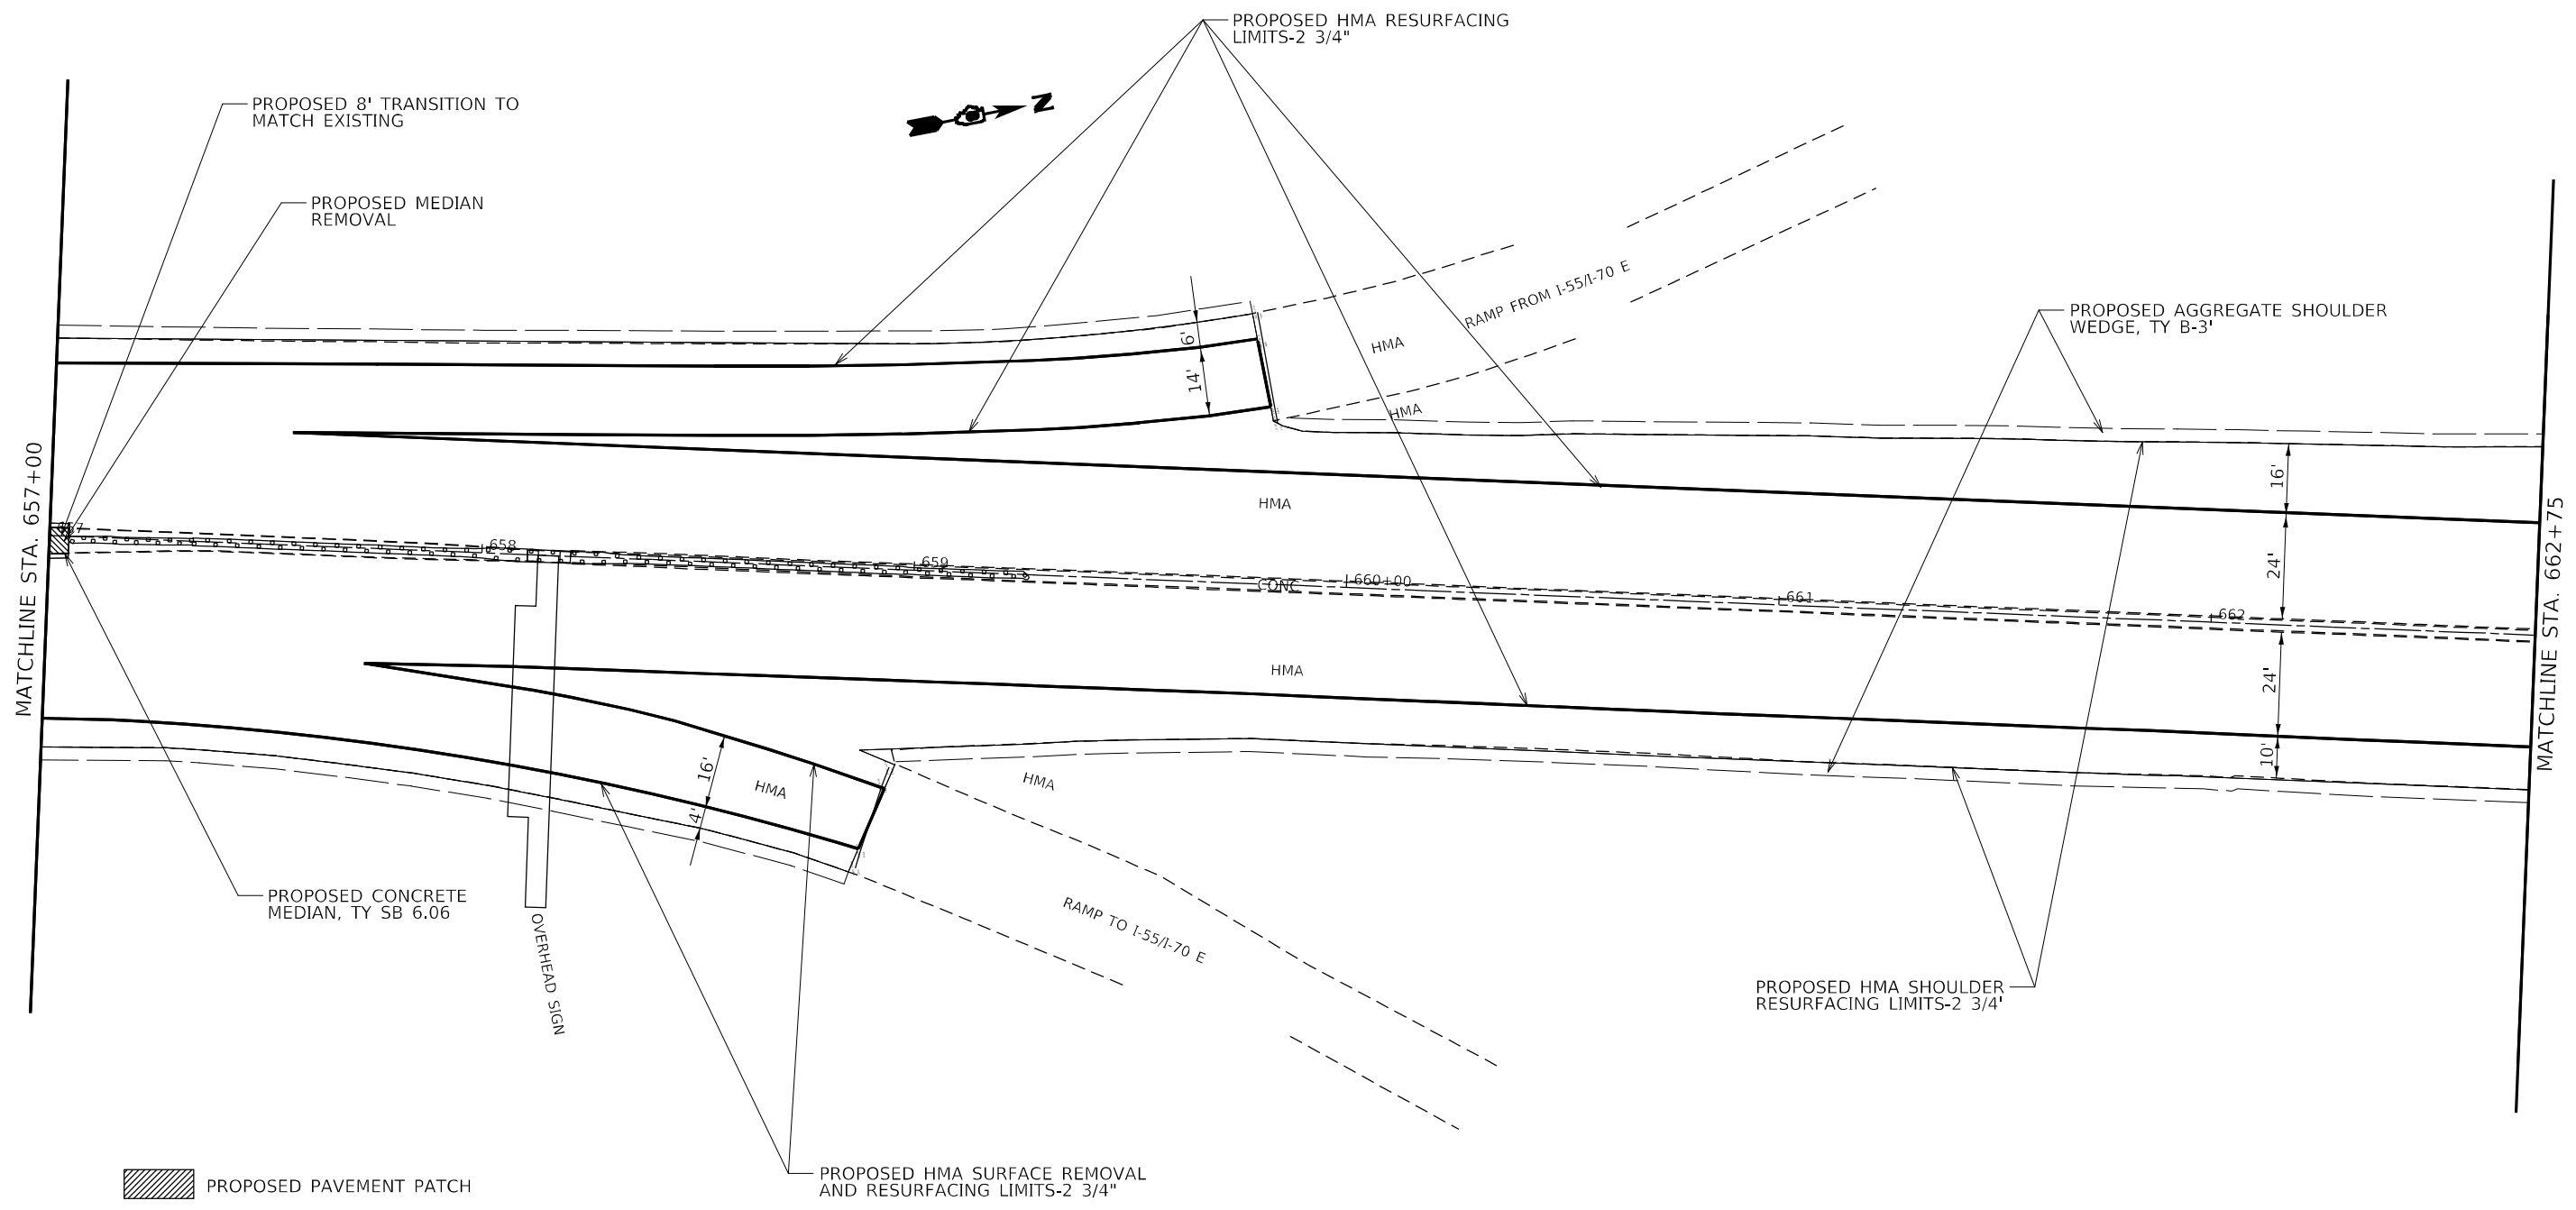 PROPOSED HMA RESURFACING
LIMITS-2 3/4"
PROPOSED 8' TRANSITION TO
MATCH EXISTING
N
PROPOSED MEDIAN
REMOVAL
RAMP FROM I-55/I-70 E
PROPOSED AGGREGATE SHOULDER
WEDGE, TY B-3'
6'
HMA
14'
HMA
MATCHLINE STA. 657+00
16'
HMA
657
658
659
CONC
660+00
661
662
24'
MATCHLINE STA. 662+75
HMA
24'
10'
16'
HMA
HMA
4'
PROPOSED CONCRETE
MEDIAN, TY SB 6.06
OVERHEAD SIGN
RAMP TO I-55/I-70 E
PROPOSED HMA SHOULDER
RESURFACING LIMITS-2 3/4'
PROPOSED HMA SURFACE REMOVAL
AND RESURFACING LIMITS-2 3/4"
PROPOSED PAVEMENT PATCH